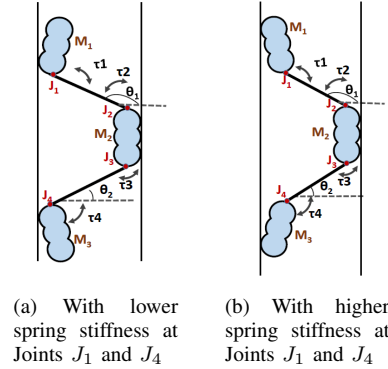 M1
τ1
τ2
θ1
J1
J2
M2
J3
τ3
J4
θ2
τ4
M3
M1
τ1
τ2
θ1
J1
J2
M2
J3
τ3
J4
θ2
τ4
M3
(a) With lower
spring stiffness at
Joints J1 and J4
(b) With higher
spring stiffness at
Joints J1 and J4